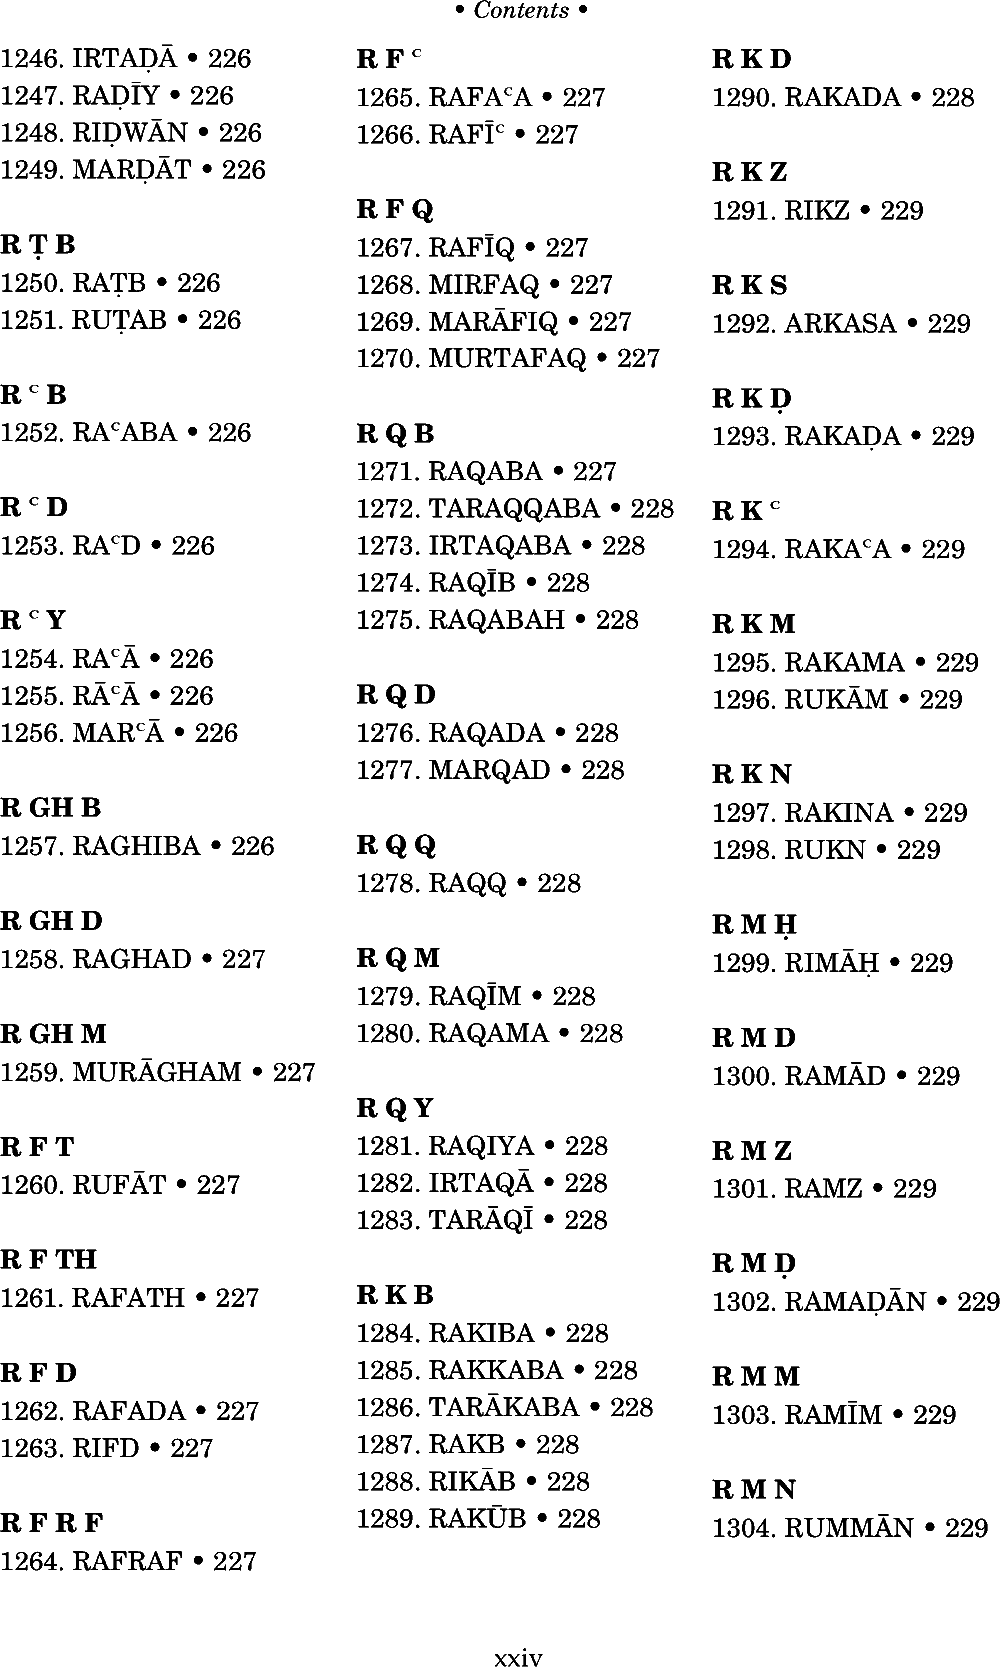 • Contents •
1246. IRTAḌĀ • 226
1247. RAḌĪY • 226
1248. RIḌWĀN • 226
1249. MARḌĀT • 226
R Ṭ B
1250. RAṬB • 226
1251. RUṬAB • 226
R ᶜ B
1252. RAᶜABA • 226
R ᶜ D
1253. RAᶜD • 226
R ᶜ Y
1254. RAᶜĀ • 226
1255. RĀᶜĀ • 226
1256. MARᶜĀ • 226
R GH B
1257. RAGHIBA • 226
R GH D
1258. RAGHAD • 227
R GH M
1259. MURĀGHAM • 227
R F T
1260. RUFĀT • 227
R F TH
1261. RAFATH • 227
R F D
1262. RAFADA • 227
1263. RIFD • 227
R F R F
1264. RAFRAF • 227
R F ᶜ
1265. RAFAᶜA • 227
1266. RAFĪᶜ • 227
R F Q
1267. RAFĪQ • 227
1268. MIRFAQ • 227
1269. MARĀFIQ • 227
1270. MURTAFAQ • 227
R Q B
1271. RAQABA • 227
1272. TARAQQABA • 228
1273. IRTAQABA • 228
1274. RAQĪB • 228
1275. RAQABAH • 228
R Q D
1276. RAQADA • 228
1277. MARQAD • 228
R Q Q
1278. RAQQ • 228
R Q M
1279. RAQĪM • 228
1280. RAQAMA • 228
R Q Y
1281. RAQIYA • 228
1282. IRTAQĀ • 228
1283. TARĀQĪ • 228
R K B
1284. RAKIBA • 228
1285. RAKKABA • 228
1286. TARĀKABA • 228
1287. RAKB • 228
1288. RIKĀB • 228
1289. RAKŪB • 228
R K D
1290. RAKADA • 228
R K Z
1291. RIKZ • 229
R K S
1292. ARKASA • 229
R K Ḍ
1293. RAKAḌA • 229
R K ᶜ
1294. RAKAᶜA • 229
R K M
1295. RAKAMA • 229
1296. RUKĀM • 229
R K N
1297. RAKINA • 229
1298. RUKN • 229
R M Ḥ
1299. RIMĀḤ • 229
R M D
1300. RAMĀD • 229
R M Z
1301. RAMZ • 229
R M Ḍ
1302. RAMAḌĀN • 229
R M M
1303. RAMĪM • 229
R M N
1304. RUMMĀN • 229
xxiv